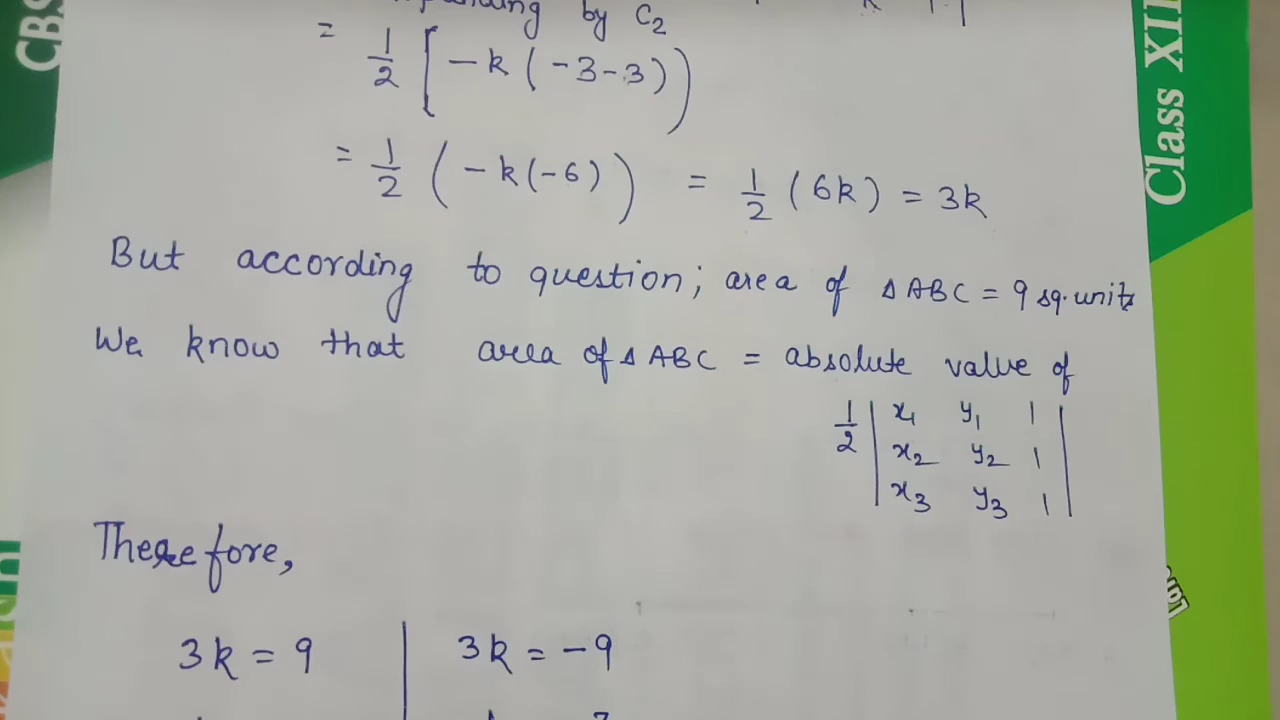 by C₂
= 1/2 [ -k ( -3-3) )
= 1/2 ( -k(-6) ) = 1/2 (6k) = 3k
But according to question; area of ΔABC = 9 sq. units
We know that area of ΔABC = absolute value of
1/2 | x₁ y₁ 1 |
| x₂ y₂ 1 |
| x₃ y₃ 1 |
Therefore,
3k = 9 | 3k = -9
CBS
Class XII